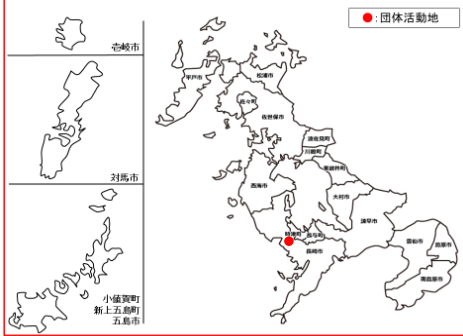 ●:団体活動地
壱岐市
対馬市
小値賀町
新上五島町
五島市
平戸市
松浦市
佐々町
佐世保市
波佐見町
川棚町
東彼杵町
西海市
大村市
諫早市
時津町
長与町
長崎市
雲仙市
島原市
南島原市